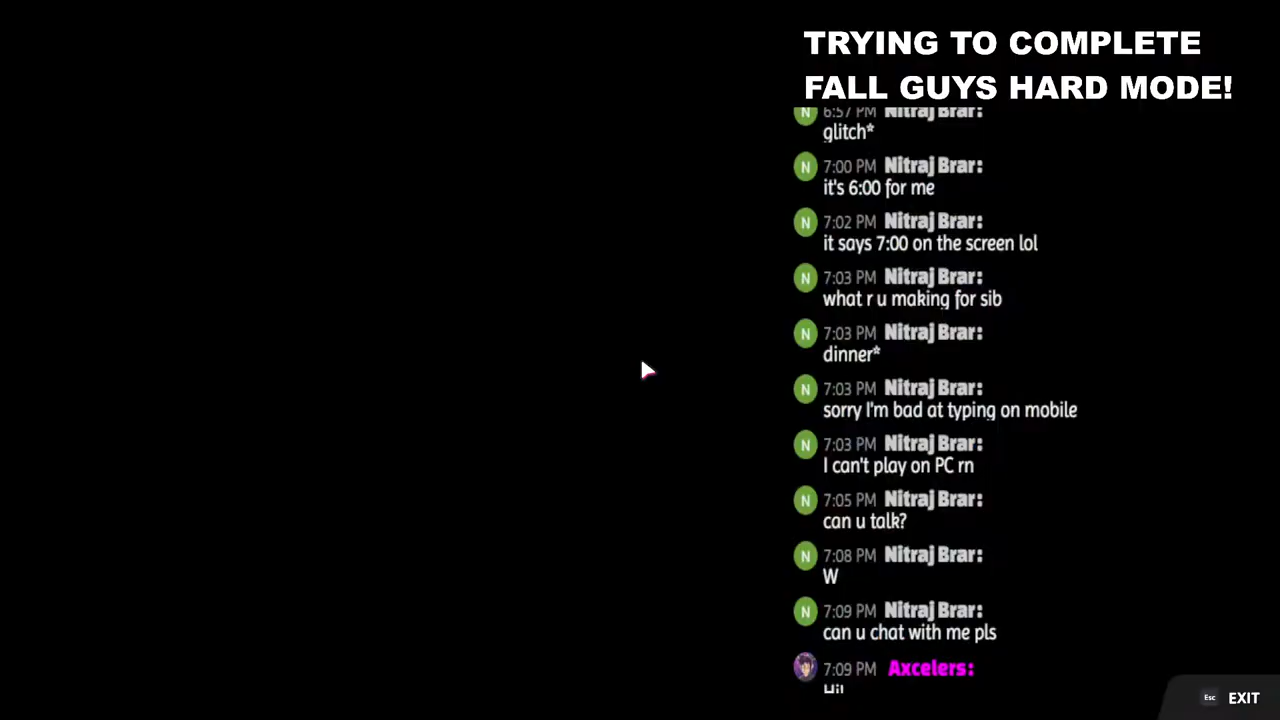 TRYING TO COMPLETE
FALL GUYS HARD MODE!
N 6:57 PM Nitraj Brar:
glitch*
N 7:00 PM Nitraj Brar:
it's 6:00 for me
N 7:02 PM Nitraj Brar:
it says 7:00 on the screen lol
N 7:03 PM Nitraj Brar:
what r u making for sib
N 7:03 PM Nitraj Brar:
dinner*
N 7:03 PM Nitraj Brar:
sorry I'm bad at typing on mobile
N 7:03 PM Nitraj Brar:
I can't play on PC rn
N 7:05 PM Nitraj Brar:
can u talk?
N 7:08 PM Nitraj Brar:
W
N 7:09 PM Nitraj Brar:
can u chat with me pls
7:09 PM Axcelers:
Esc EXIT